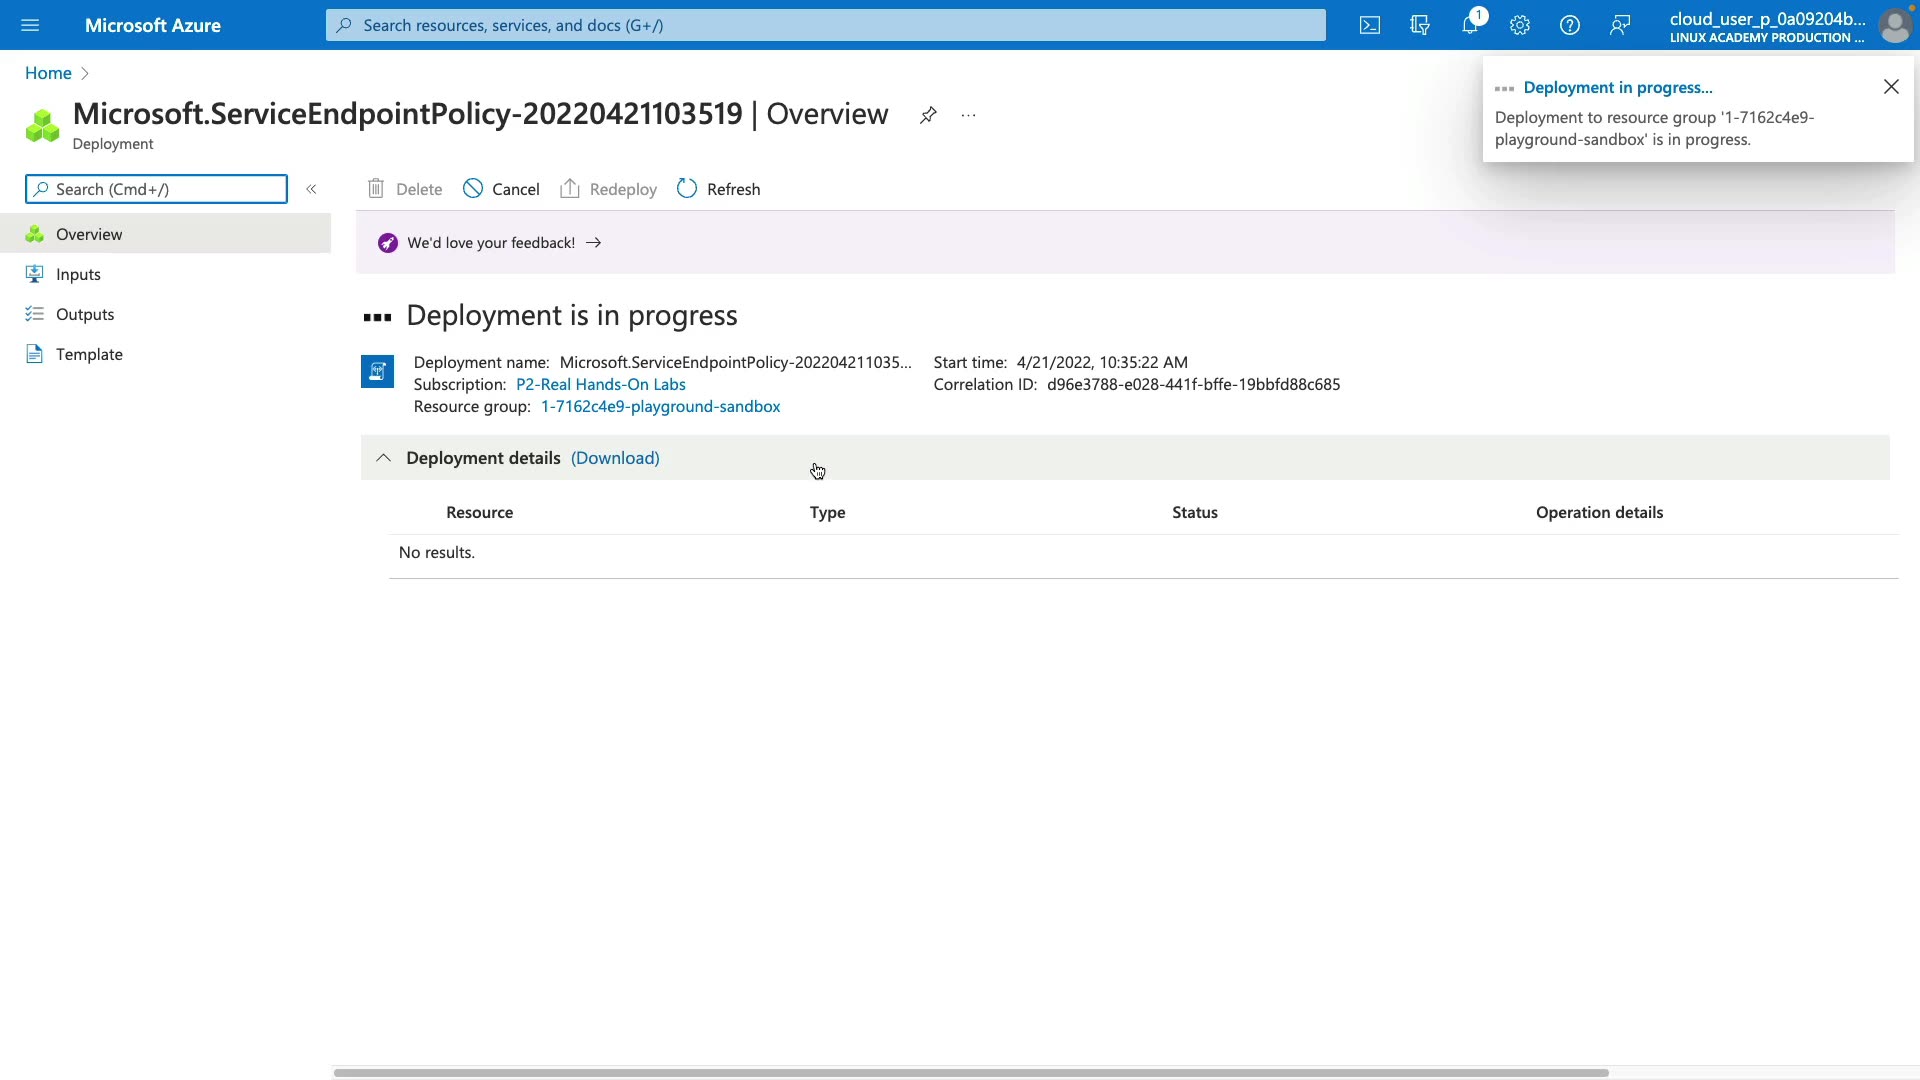 Microsoft Azure
Search resources, services, and docs (G+/)
1
cloud_user_p_0a09204b...
LINUX ACADEMY PRODUCTION ...
Home
Microsoft.ServiceEndpointPolicy-20220421103519 | Overview
Deployment
Deployment in progress...
Deployment to resource group '1-7162c4e9-
playground-sandbox' is in progress.
Search (Cmd+/)
Overview
Inputs
Outputs
Template
Delete
Cancel
Redeploy
Refresh
We'd love your feedback! →
Deployment is in progress
Deployment name: Microsoft.ServiceEndpointPolicy-202204211035...
Subscription: P2-Real Hands-On Labs
Resource group: 1-7162c4e9-playground-sandbox
Start time: 4/21/2022, 10:35:22 AM
Correlation ID: d96e3788-e028-441f-bffe-19bbfd88c685
Deployment details (Download)
Resource Type Status Operation details
No results.